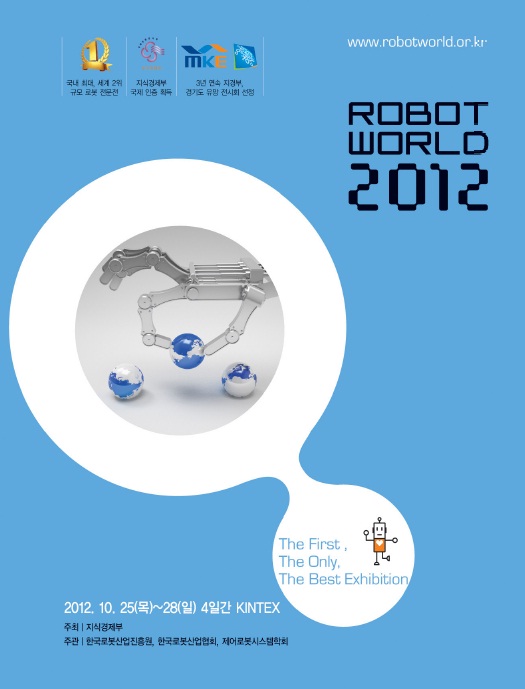 www.robotworld.or.kr
1
MKE
국내 최대, 세계 2위
규모 로봇 전문전
지식경제부
국제 인증 획득
3년 연속 지경부,
경기도 유망 전시회 선정
ROBOT
WORLD
2012
The First ,
The Only,
The Best Exhibition
2012. 10. 25(목)~28(일) 4일간 KINTEX
주최 | 지식경제부
주관 | 한국로봇산업진흥원, 한국로봇산업협회, 제어로봇시스템학회